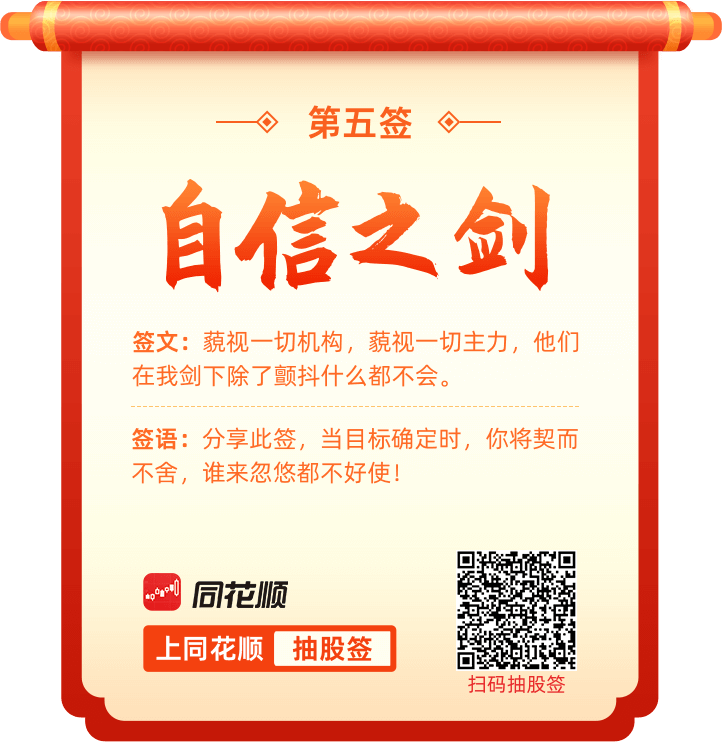 第五签
自信之剑
签文：藐视一切机构，藐视一切主力，他们
在我剑下除了颤抖什么都不会。
签语：分享此签，当目标确定时，你将契而
不舍，谁来忽悠都不好使！
同花顺
上同花顺 抽股签
扫码抽股签